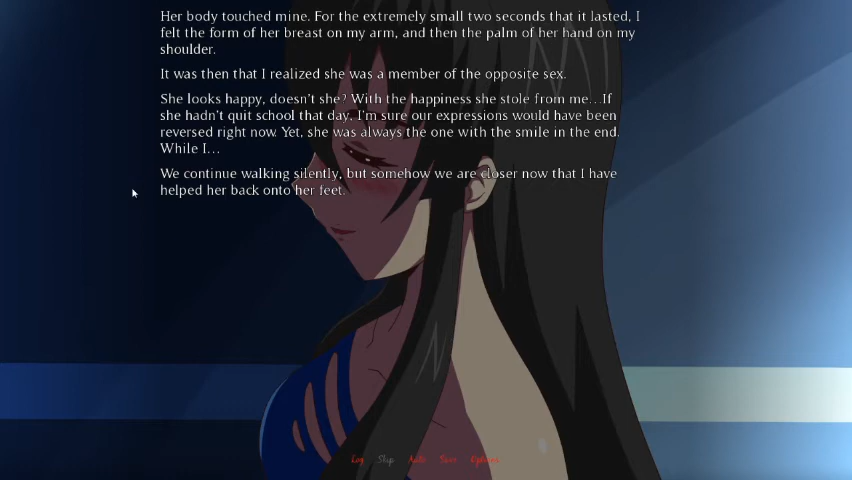 Her body touched mine. For the extremely small two seconds that it lasted, I
felt the form of her breast on my arm, and then the palm of her hand on my
shoulder.
It was then that I realized she was a member of the opposite sex.
She looks happy, doesn't she? With the happiness she stole from me...If
she hadn't quit school that day, I'm sure our expressions would have been
reversed right now. Yet, she was always the one with the smile in the end.
While I...
We continue walking silently, but somehow we are closer now that I have
helped her back onto her feet.
Log Skip Auto Save Options